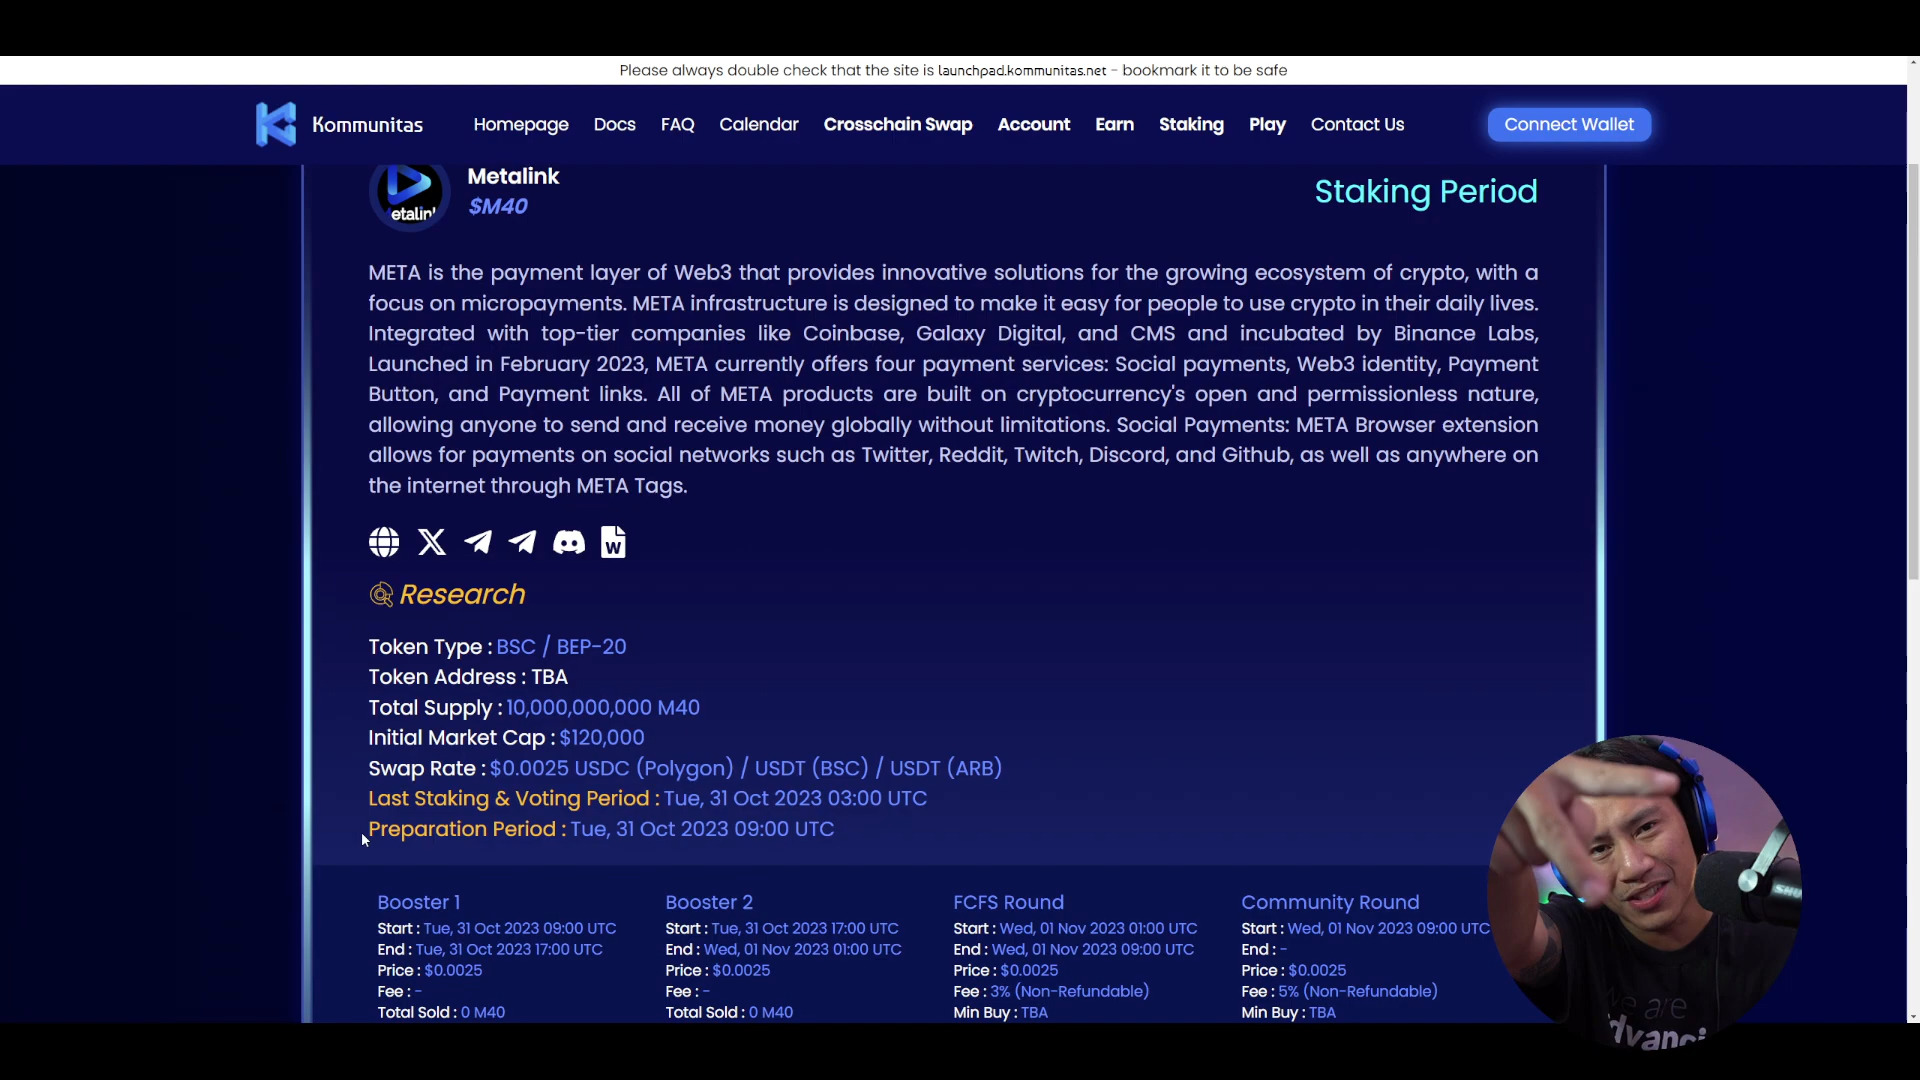 Please always double check that the site is launchpad.kommunitas.net - bookmark it to be safe
Kommunitas Homepage Docs FAQ Calendar Crosschain Swap Account Earn Staking Play Contact Us Connect Wallet
Metalink
$M40
Staking Period
META is the payment layer of Web3 that provides innovative solutions for the growing ecosystem of crypto, with a
focus on micropayments. META infrastructure is designed to make it easy for people to use crypto in their daily lives.
Integrated with top-tier companies like Coinbase, Galaxy Digital, and CMS and incubated by Binance Labs,
Launched in February 2023, META currently offers four payment services: Social payments, Web3 identity, Payment
Button, and Payment links. All of META products are built on cryptocurrency's open and permissionless nature,
allowing anyone to send and receive money globally without limitations. Social Payments: META Browser extension
allows for payments on social networks such as Twitter, Reddit, Twitch, Discord, and Github, as well as anywhere on
the internet through META Tags.
Research
Token Type : BSC / BEP-20
Token Address : TBA
Total Supply : 10,000,000,000 M40
Initial Market Cap : $120,000
Swap Rate : $0.0025 USDC (Polygon) / USDT (BSC) / USDT (ARB)
Last Staking & Voting Period : Tue, 31 Oct 2023 03:00 UTC
Preparation Period : Tue, 31 Oct 2023 09:00 UTC
Booster 1
Start : Tue, 31 Oct 2023 09:00 UTC
End : Tue, 31 Oct 2023 17:00 UTC
Price : $0.0025
Fee : -
Total Sold : 0 M40
Booster 2
Start : Tue, 31 Oct 2023 17:00 UTC
End : Wed, 01 Nov 2023 01:00 UTC
Price : $0.0025
Fee : -
Total Sold : 0 M40
FCFS Round
Start : Wed, 01 Nov 2023 01:00 UTC
End : Wed, 01 Nov 2023 09:00 UTC
Price : $0.0025
Fee : 3% (Non-Refundable)
Min Buy : TBA
Community Round
Start : Wed, 01 Nov 2023 09:00 UTC
End : -
Price : $0.0025
Fee : 5% (Non-Refundable)
Min Buy : TBA